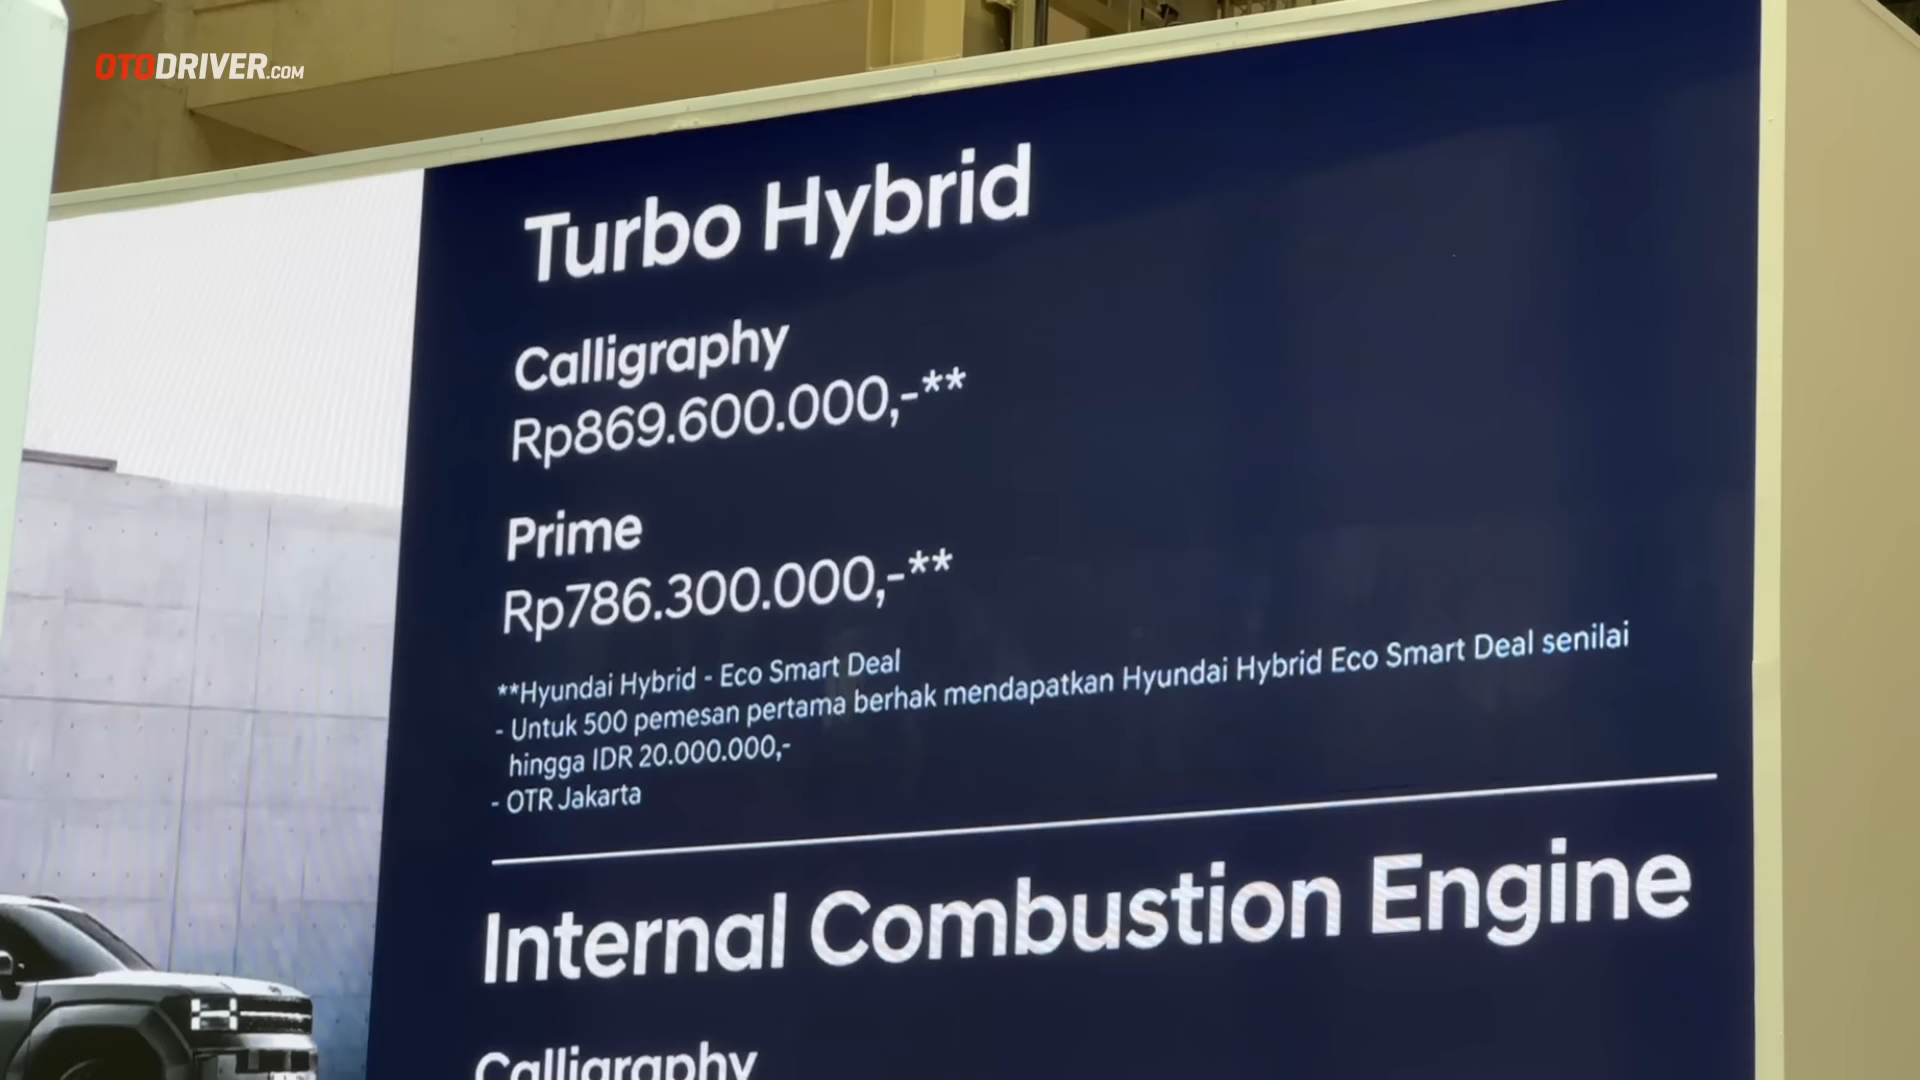 OTODRIVER.COM
Turbo Hybrid
Calligraphy
Rp869.600.000,-**
Prime
Rp786.300.000,-**
**Hyundai Hybrid - Eco Smart Deal
- Untuk 500 pemesan pertama berhak mendapatkan Hyundai Hybrid Eco Smart Deal senilai
hingga IDR 20.000.000,-
- OTR Jakarta
Internal Combustion Engine
Calligraphy